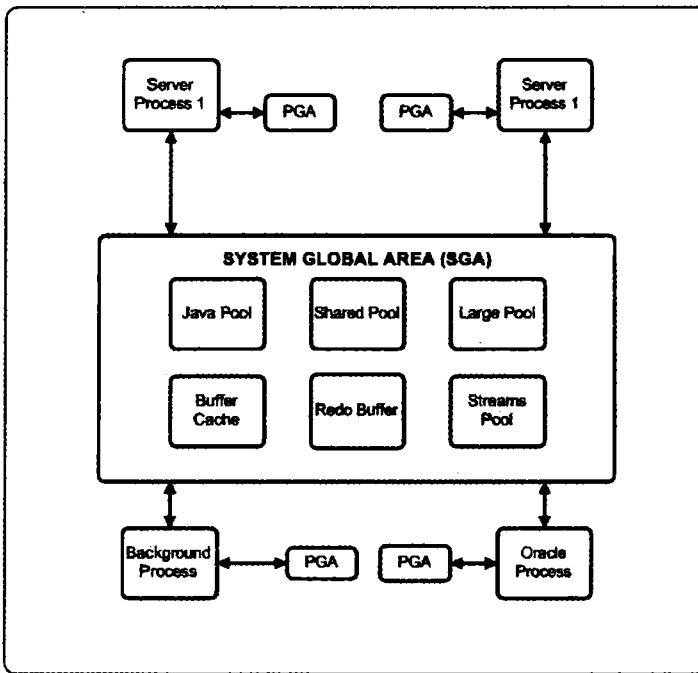 Server
Process 1
PGA
PGA
Server
Process 1
SYSTEM GLOBAL AREA (SGA)
Java Pool
Shared Pool
Large Pool
Buffer
Cache
Redo Buffer
Streams
Pool
Background
Process
PGA
PGA
Oracle
Process